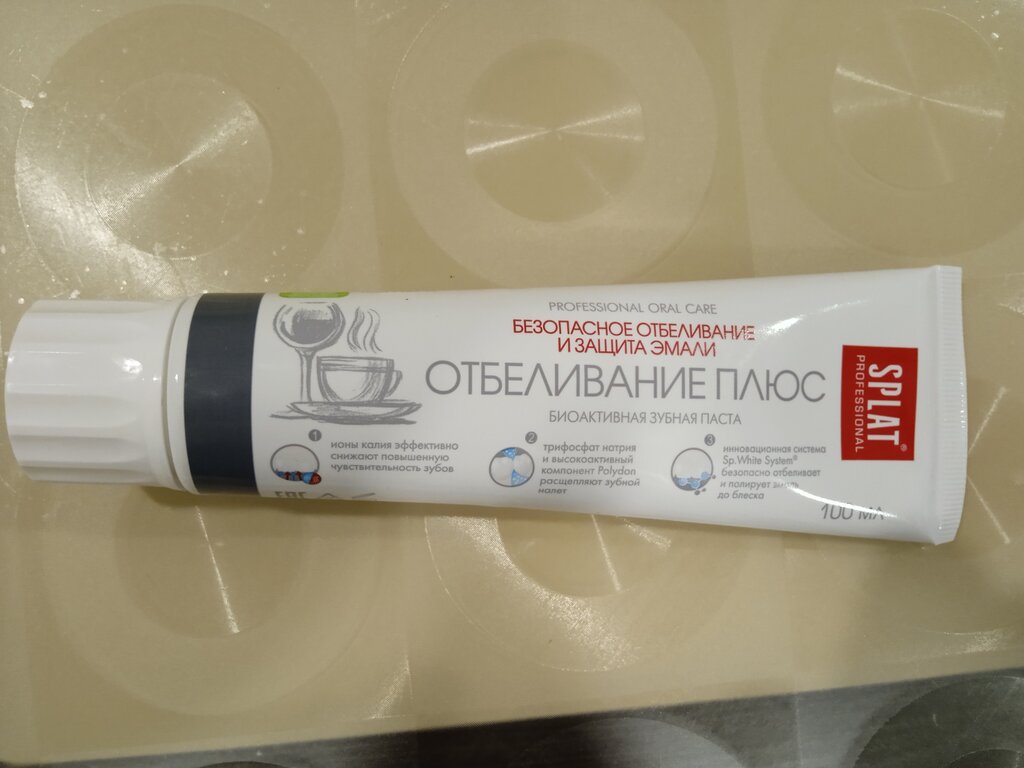 PROFESSIONAL ORAL CARE
БЕЗОПАСНОЕ ОТБЕЛИВАНИЕ
И ЗАЩИТА ЭМАЛИ
ОТБЕЛИВАНИЕ ПЛЮС
БИОАКТИВНАЯ ЗУБНАЯ ПАСТА
1
ионы калия эффективно
снижают повышенную
чувствительность зубов
2
трифосфат натрия
и высокоактивный
компонент Polydon
расщепляют зубной
налет
3
инновационная система
Sp.White System®
безопасно отбеливает
и полирует эмаль
до блеска
100 МЛ
SPLAT®
PROFESSIONAL